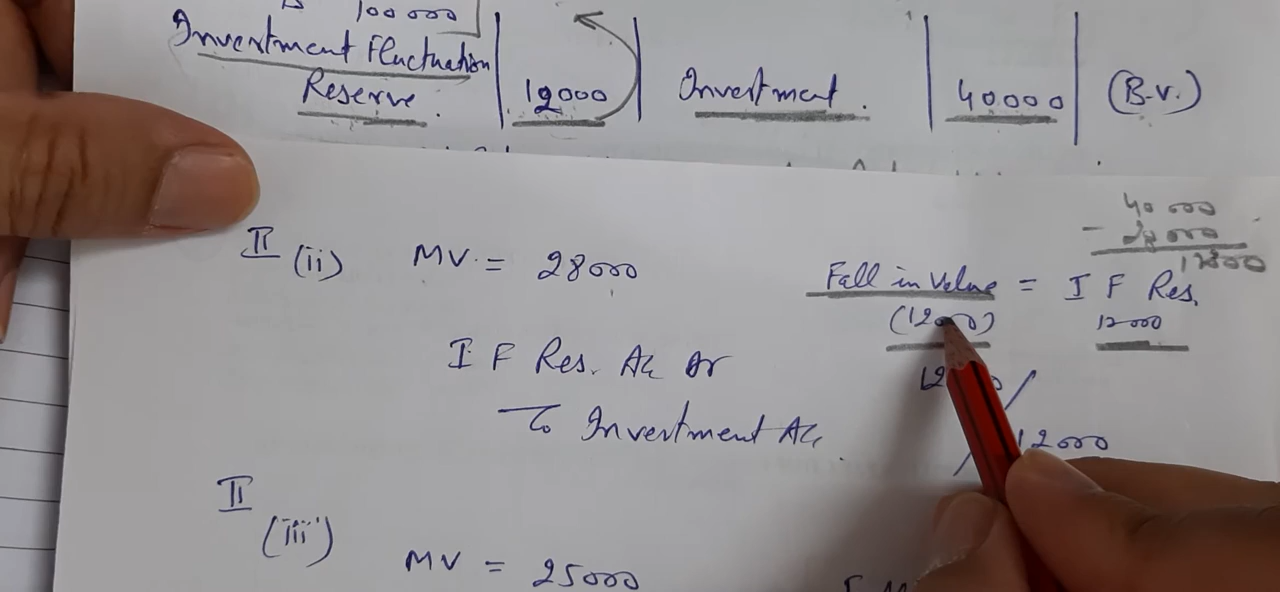 100000
Investment Fluctuation
Reserve. 12000 Investment. 40000 (B.V.)
40000
- 28000
12000
II (ii) MV. = 28000
Fall in Value = I F Res.
(12000) 12000
I F Res. A/c Dr
To Investment A/c.
12000
II (iii)
MV = 25000